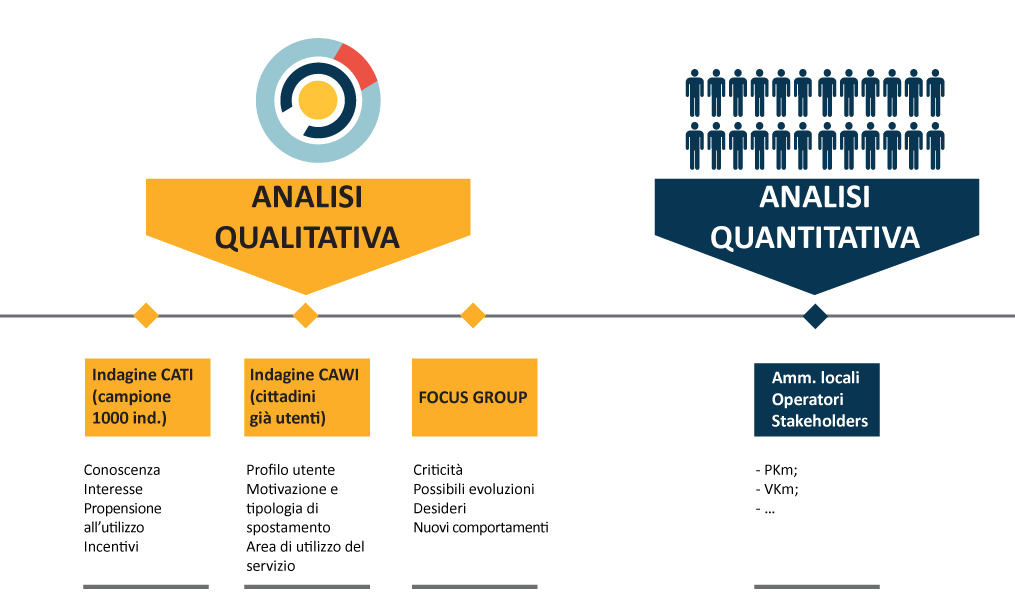 ANALISI
QUALITATIVA
ANALISI
QUANTITATIVA
Indagine CATI
(campione
1000 ind.)
Indagine CAWI
(cittadini
già utenti)
FOCUS GROUP
Amm. locali
Operatori
Stakeholders
Conoscenza
Interesse
Propensione
all'utilizzo
Incentivi
Profilo utente
Motivazione e
tipologia di
spostamento
Area di utilizzo del
servizio
Criticità
Possibili evoluzioni
Desideri
Nuovi comportamenti
- PKm;
- VKm;
- ...